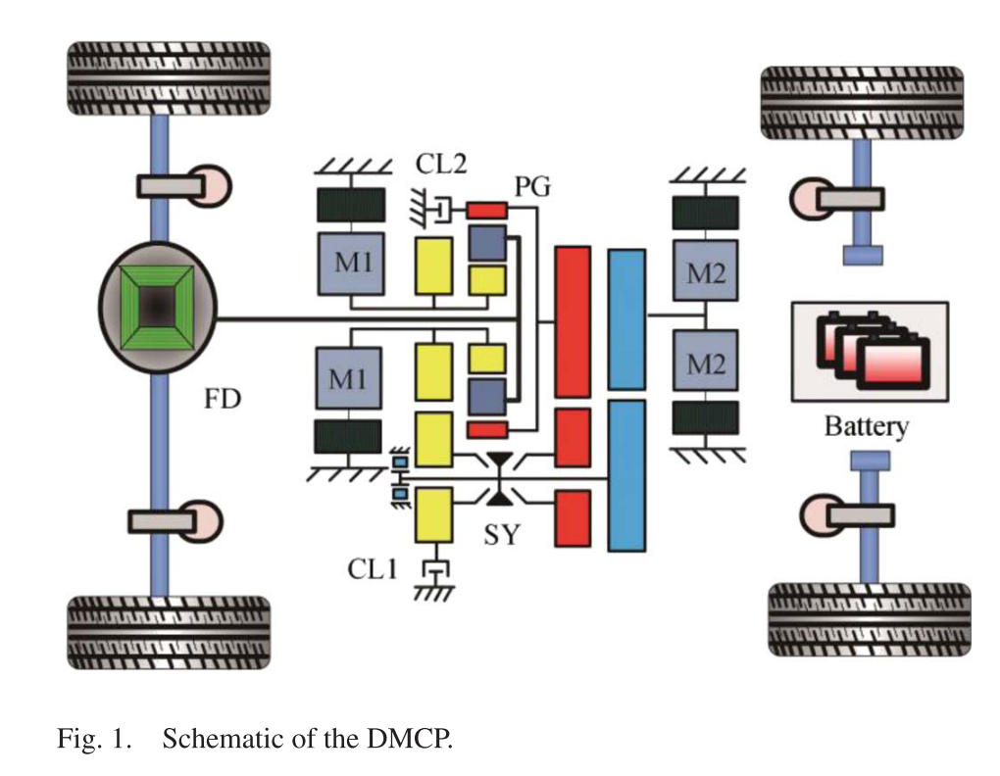 CL2
PG
M1
M2
M1
M2
FD
Battery
SY
CL1
Fig. 1. Schematic of the DMCP.